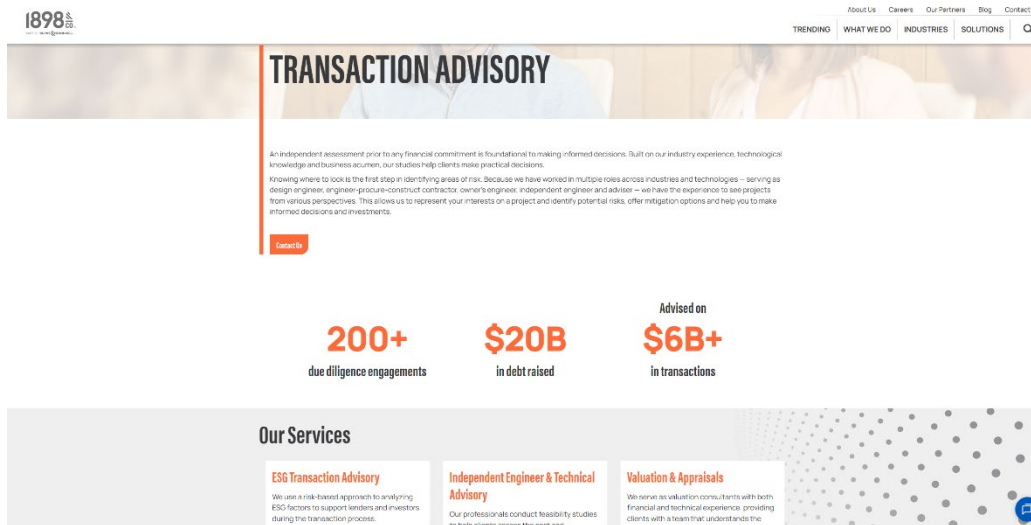 About Us Careers Our Partners Blog Contact
1898 & CO.
TRENDING WHAT WE DO INDUSTRIES SOLUTIONS
TRANSACTION ADVISORY
An independent assessment prior to any financial commitment is foundational to making informed decisions. Built on our industry experience, technological
knowledge and business acumen, our studies help clients make practical decisions.
Knowing where to look is the first step in identifying areas of risk. Because we have worked in multiple roles across industries and technologies — serving as
design engineer, engineer-procure-construct contractor, owner's engineer, independent engineer and adviser — we have the experience to see projects
from various perspectives. This allows us to represent your interests on a project and identify potential risks, offer mitigation options and help you to make
informed decisions and investments.
Contact Us
200+
due diligence engagements
$20B
in debt raised
Advised on
$6B+
in transactions
Our Services
ESG Transaction Advisory
We use a risk-based approach to analyzing
ESG factors to support lenders and investors
during the transaction process.
Independent Engineer & Technical
Advisory
Our professionals conduct feasibility studies
Valuation & Appraisals
We serve as valuation consultants with both
financial and technical experience, providing
clients with a team that understands the